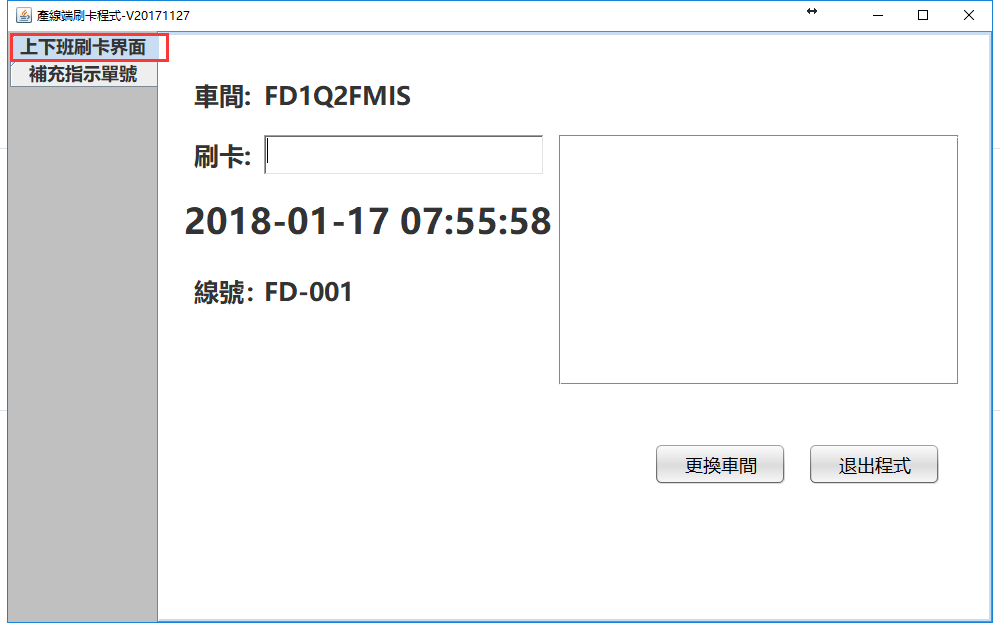 產線端刷卡程式-V20171127
上下班刷卡界面
補充指示單號
車間: FD1Q2FMIS
刷卡:
2018-01-17 07:55:58
線號: FD-001
更換車間
退出程式